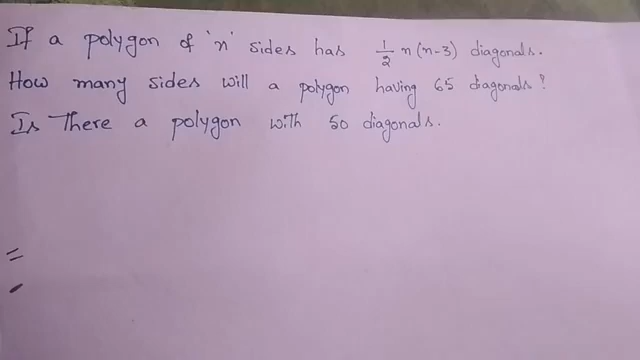 If a polygon of 'n' sides has 1/2 n(n-3) diagonals.
How many sides will a polygon having 65 diagonals?
Is There a polygon with 50 diagonals.
=